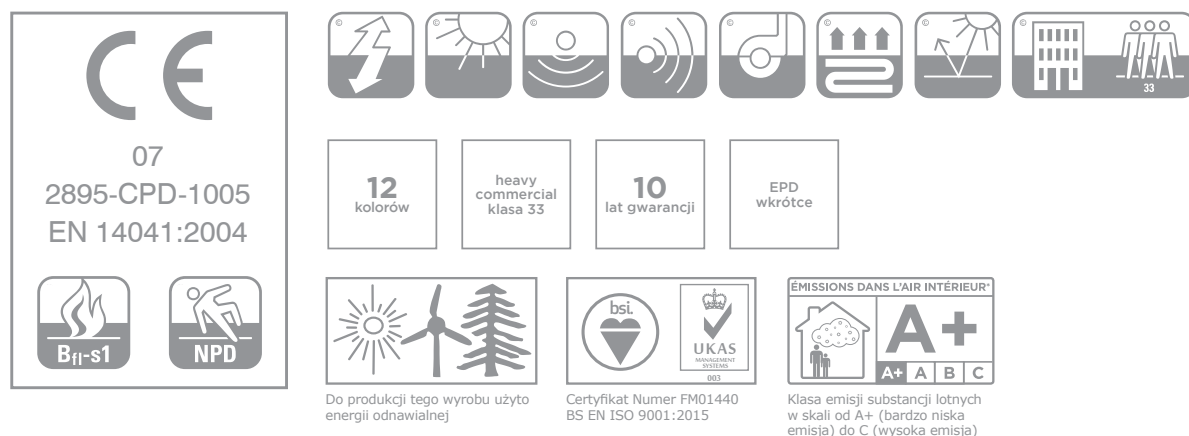 CE
07
2895-CPD-1005
EN 14041:2004
Bfl-s1
NPD
©
©
©
©
©
©
©
©
33
12
kolorów
heavy
commercial
klasa 33
10
lat gwarancji
EPD
wkrótce
Do produkcji tego wyrobu użyto
energii odnawialnej
bsi.
UKAS
MANAGEMENT
SYSTEMS
003
Certyfikat Numer FM01440
BS EN ISO 9001:2015
ÉMISSIONS DANS L'AIR INTÉRIEUR*
A+
A+ A B C
Klasa emisji substancji lotnych
w skali od A+ (bardzo niska
emisja) do C (wysoka emisja)